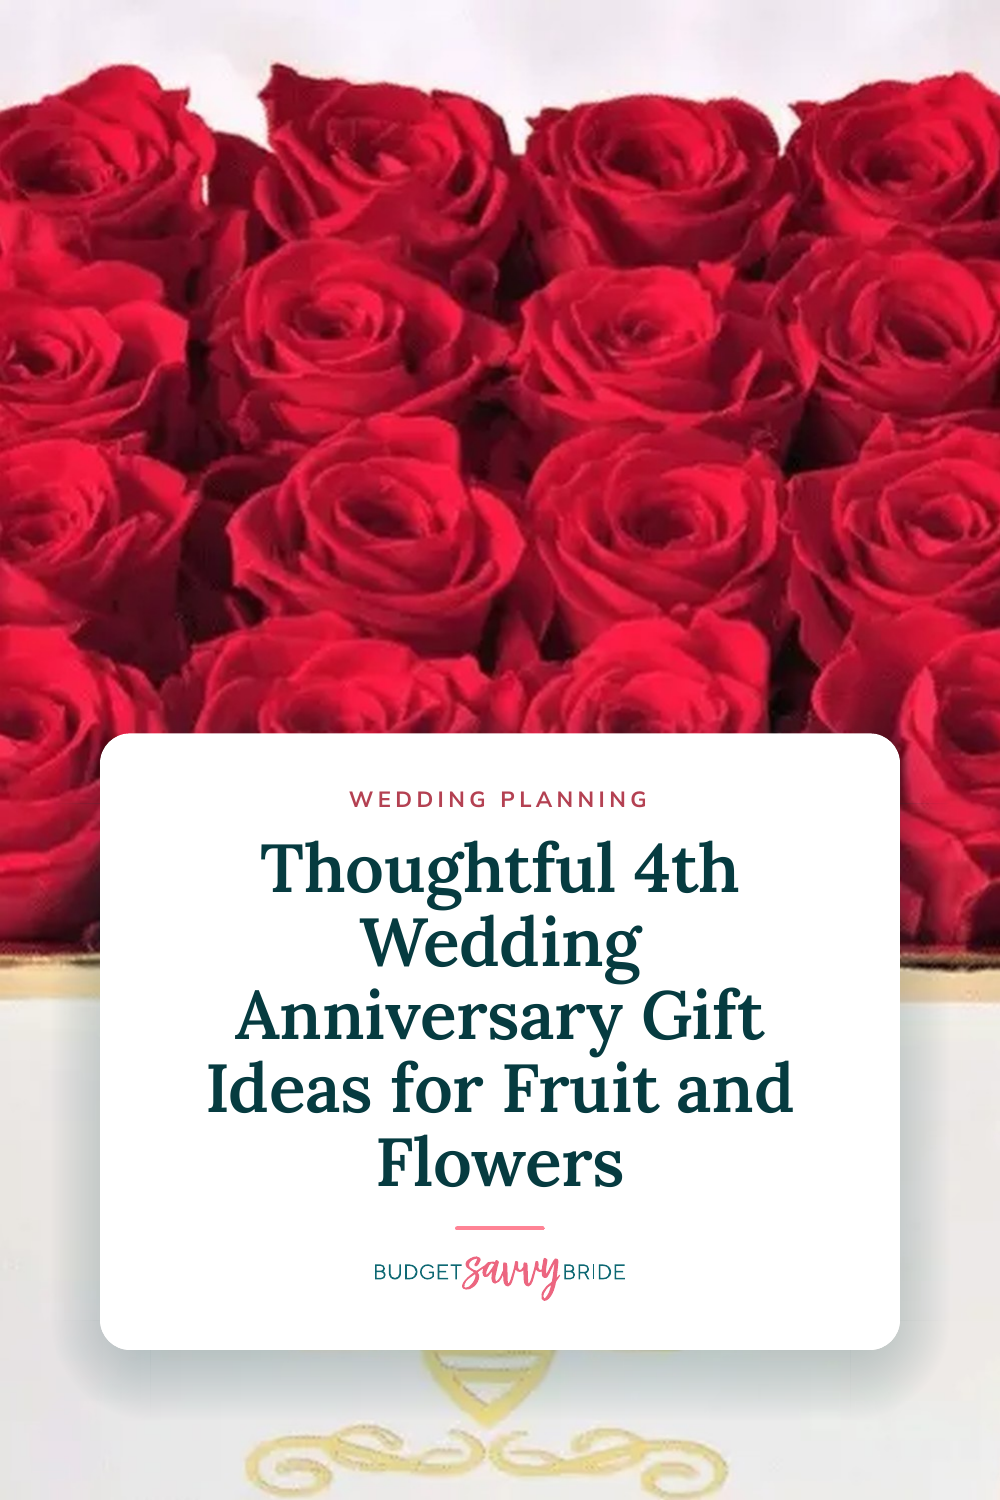 WEDDING PLANNING
Thoughtful 4th
Wedding
Anniversary Gift
Ideas for Fruit and
Flowers
BUDGET savvy BRIDE